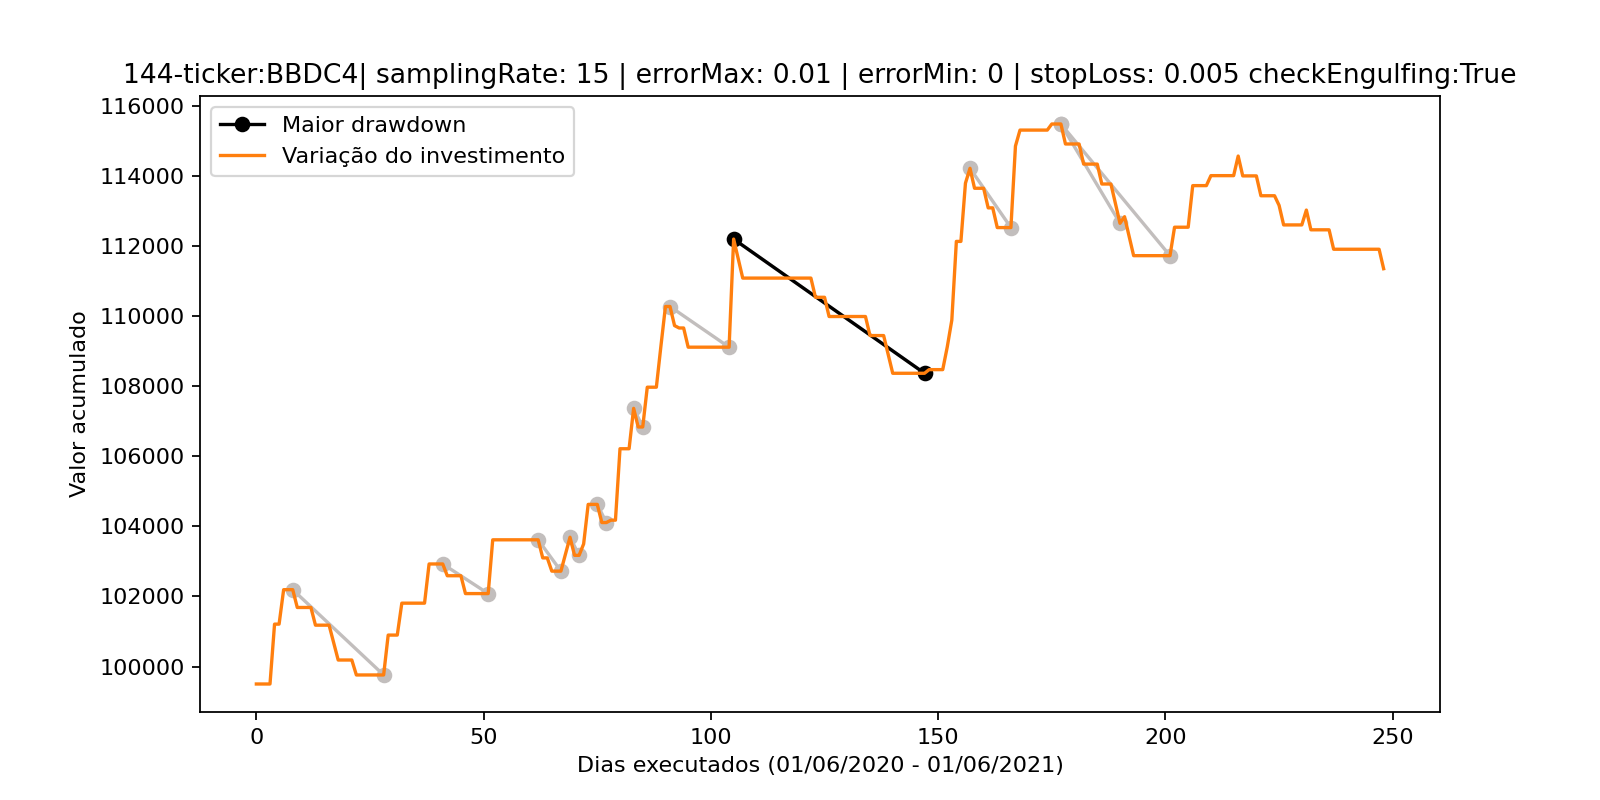 144-ticker:BBDC4| samplingRate: 15 | errorMax: 0.01 | errorMin: 0 | stopLoss: 0.005 checkEngulfing:True
Maior drawdown
Variação do investimento
Valor acumulado
116000
114000
112000
110000
108000
106000
104000
102000
100000
0 50 100 150 200 250
Dias executados (01/06/2020 - 01/06/2021)